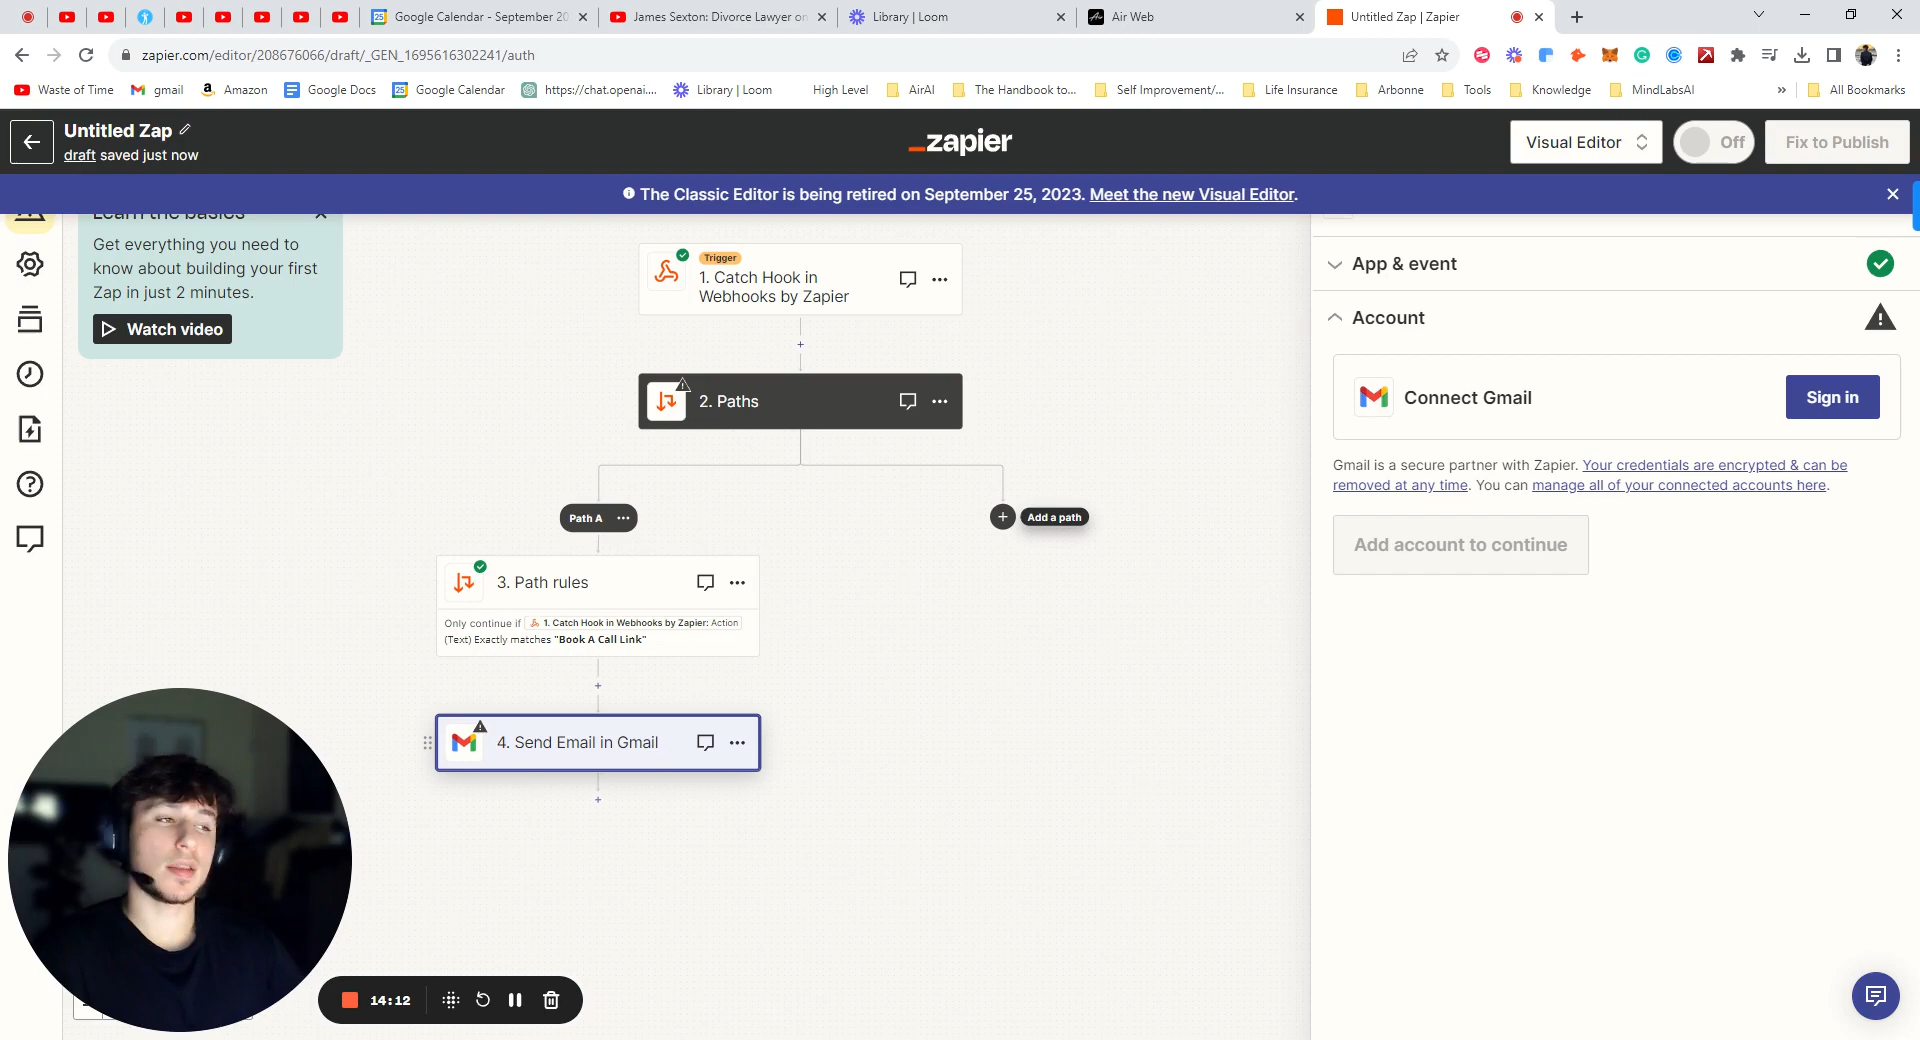 Google Calendar - September 20
James Sexton: Divorce Lawyer on
Library | Loom
Air Web
Untitled Zap | Zapier
zapier.com/editor/208676066/draft/_GEN_1695616302241/auth
Waste of Time
gmail
Amazon
Google Docs
Google Calendar
https://chat.openai....
Library | Loom
High Level
AirAI
The Handbook to...
Self Improvement/...
Life Insurance
Arbonne
Tools
Knowledge
MindLabsAI
»
All Bookmarks
Untitled Zap
draft saved just now
zapier
Visual Editor
Off
Fix to Publish
The Classic Editor is being retired on September 25, 2023. Meet the new Visual Editor.
Learn the basics
Get everything you need to
know about building your first
Zap in just 2 minutes.
Watch video
Trigger
1. Catch Hook in
Webhooks by Zapier
2. Paths
Path A
Add a path
3. Path rules
Only continue if 1. Catch Hook in Webhooks by Zapier: Action
(Text) Exactly matches "Book A Call Link"
4. Send Email in Gmail
14:12
App & event
Account
Connect Gmail
Sign in
Gmail is a secure partner with Zapier. Your credentials are encrypted & can be
removed at any time. You can manage all of your connected accounts here.
Add account to continue